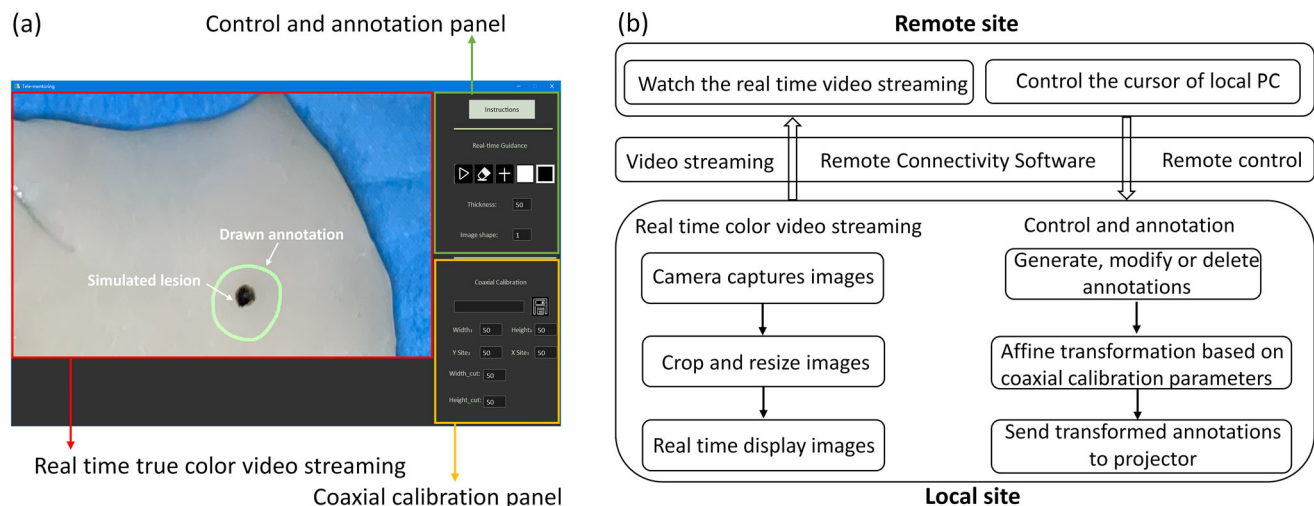 (a)
Control and annotation panel
Tele-mentoring
Instructions
Real-time Guidance
Thickness: 50
Image shape: 1
Drawn annotation
Simulated lesion
Coaxial Calibration
Width: 50 Height: 50
Y Site: 50 X Site: 50
Width_cut: 50
Height_cut: 50
Real time true color video streaming
Coaxial calibration panel
(b)
Remote site
Watch the real time video streaming
Control the cursor of local PC
Video streaming
Remote Connectivity Software
Remote control
Real time color video streaming
Camera captures images
Crop and resize images
Real time display images
Control and annotation
Generate, modify or delete
annotations
Affine transformation based on
coaxial calibration parameters
Send transformed annotations
to projector
Local site